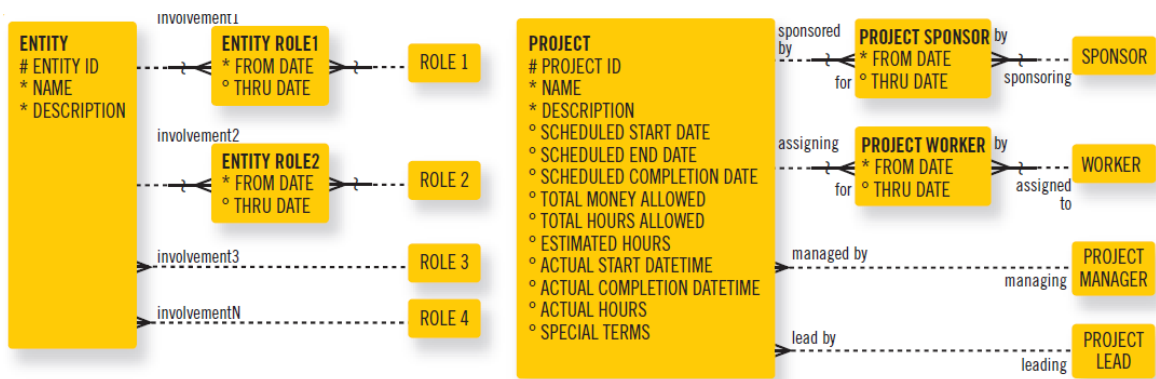 involvement1
ENTITY
# ENTITY ID
* NAME
* DESCRIPTION
ENTITY ROLE1
* FROM DATE
° THRU DATE
ROLE 1
involvement2
ENTITY ROLE2
* FROM DATE
° THRU DATE
ROLE 2
involvement3
ROLE 3
involvementN
ROLE 4
PROJECT
# PROJECT ID
* NAME
* DESCRIPTION
° SCHEDULED START DATE
° SCHEDULED END DATE
° SCHEDULED COMPLETION DATE
° TOTAL MONEY ALLOWED
° TOTAL HOURS ALLOWED
° ESTIMATED HOURS
° ACTUAL START DATETIME
° ACTUAL COMPLETION DATETIME
° ACTUAL HOURS
° SPECIAL TERMS
sponsored
by
for
PROJECT SPONSOR
* FROM DATE
° THRU DATE
by
sponsoring
SPONSOR
assigning
for
PROJECT WORKER
* FROM DATE
° THRU DATE
by
assigned
to
WORKER
managed by
managing
PROJECT
MANAGER
lead by
leading
PROJECT
LEAD